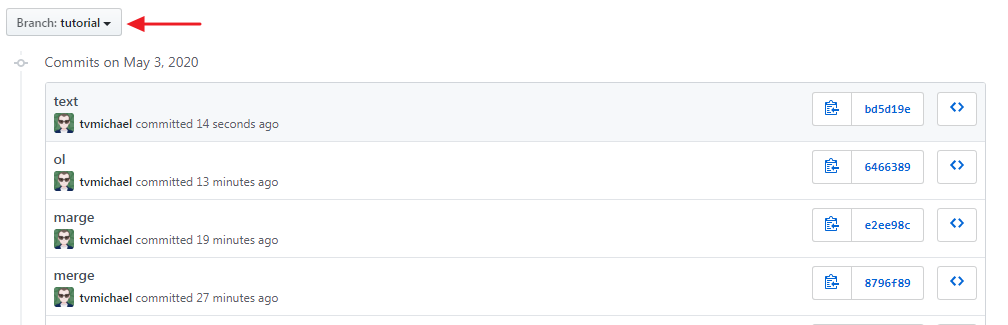 Branch: tutorial
Commits on May 3, 2020
text
tvmichael committed 14 seconds ago
bd5d19e
ol
tvmichael committed 13 minutes ago
6466389
marge
tvmichael committed 19 minutes ago
e2ee98c
merge
tvmichael committed 27 minutes ago
8796f89